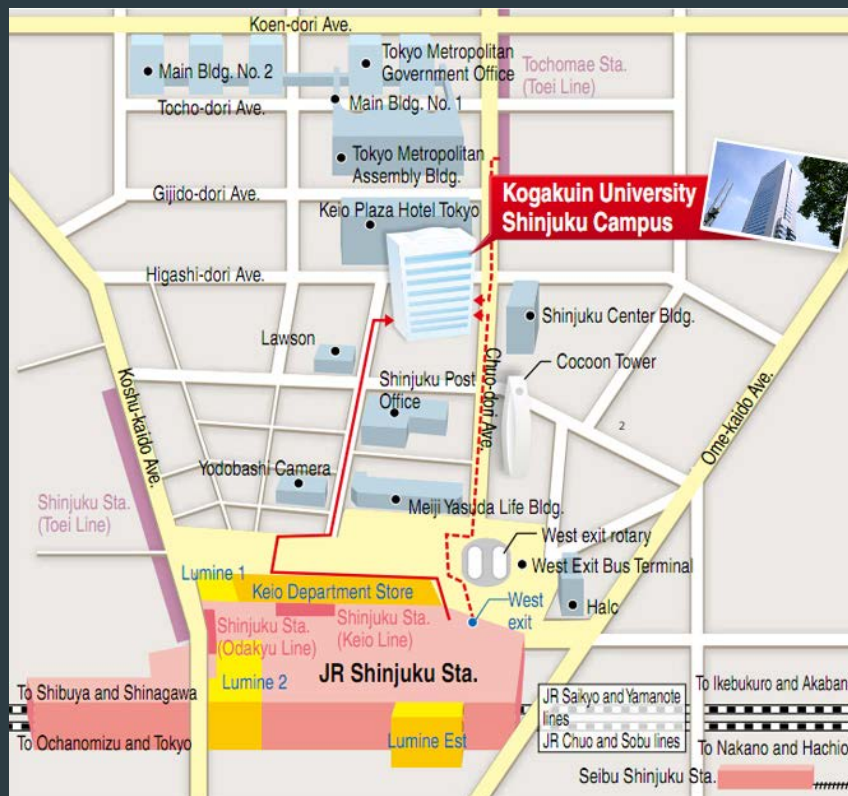 Koen-dori Ave.
Main Bldg. No. 2
Tokyo Metropolitan
Government Office
Tochomae Sta.
(Toei Line)
Main Bldg. No. 1
Tocho-dori Ave.
Tokyo Metropolitan
Assembly Bldg.
Gijido-dori Ave.
Kogakuin University
Shinjuku Campus
Keio Plaza Hotel Tokyo
Higashi-dori Ave.
Shinjuku Center Bldg.
Lawson
Cocoon Tower
Chuo-dori Ave.
Koshu-kaido Ave.
Shinjuku Post
Office
Ome-kaido Ave.
2
Yodobashi Camera
Shinjuku Sta.
(Toei Line)
Meiji Yasuda Life Bldg.
West exit rotary
West Exit Bus Terminal
Lumine 1
Keio Department Store
West
exit
Halc
Shinjuku Sta.
(Odakyu Line)
Shinjuku Sta.
(Keio Line)
Lumine 2
JR Shinjuku Sta.
To Shibuya and Shinagawa
To Ochanomizu and Tokyo
Lumine Est
JR Saikyo and Yamanote
lines
JR Chuo and Sobu lines
To Ikebukuro and Akaban
To Nakano and Hachio
Seibu Shinjuku Sta.